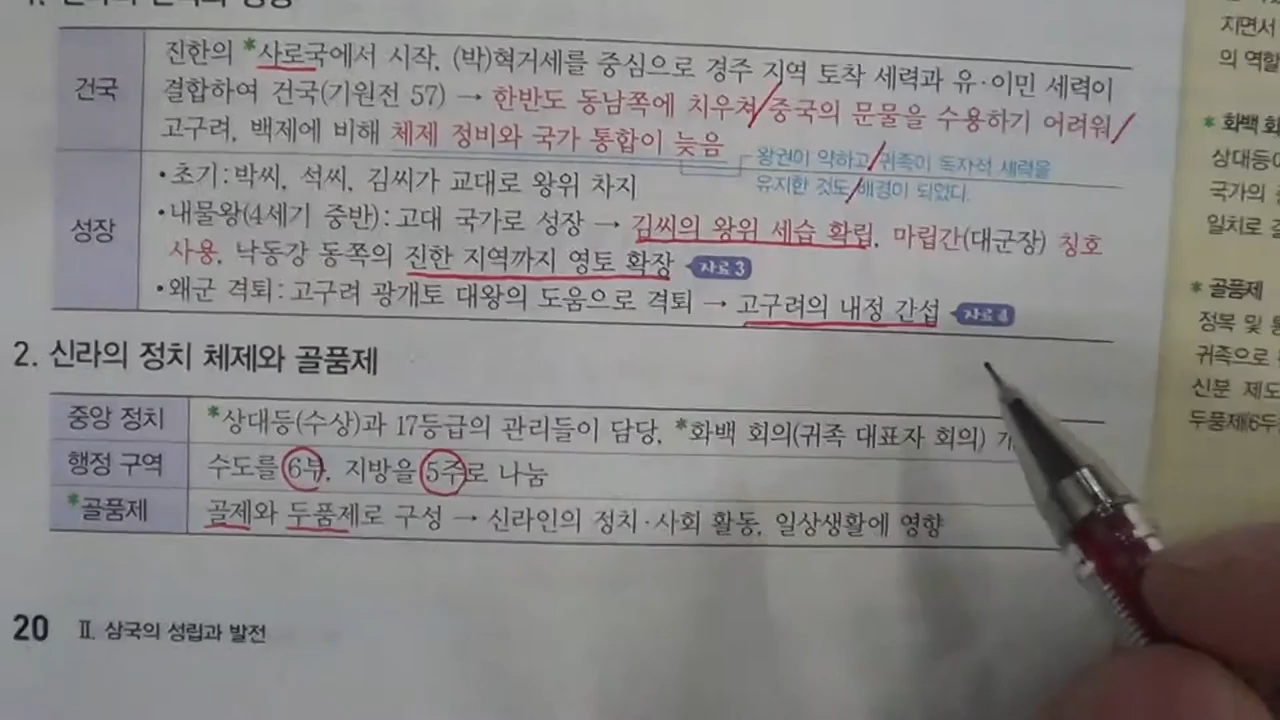 건국
진한의 *사로국에서 시작, (박)혁거세를 중심으로 경주 지역 토착 세력과 유·이민 세력이
결합하여 건국(기원전 57) → 한반도 동남쪽에 치우쳐 중국의 문물을 수용하기 어려워
고구려, 백제에 비해 체제 정비와 국가 통합이 늦음
왕권이 약하고 귀족이 독자적 세력을
유지한 것도 배경이 되었다.
성장
•초기: 박씨, 석씨, 김씨가 교대로 왕위 차지
•내물왕(4세기 중반): 고대 국가로 성장 → 김씨의 왕위 세습 확립, 마립간(대군장) 칭호
사용, 낙동강 동쪽의 진한 지역까지 영토 확장 자료 3
•왜군 격퇴: 고구려 광개토 대왕의 도움으로 격퇴 → 고구려의 내정 간섭 자료 4
2. 신라의 정치 체제와 골품제
중앙 정치 *상대등(수상)과 17등급의 관리들이 담당, *화백 회의(귀족 대표자 회의)
행정 구역 수도를 6부, 지방을 5주로 나눔
*골품제 골제와 두품제로 구성 → 신라인의 정치·사회 활동, 일상생활에 영향
20 Ⅱ. 삼국의 성립과 발전
지면서
의 역할
* 화백
상대등
국가의
일치로
* 골품제
정복 및
귀족으로
신분 제도
두품제(6두